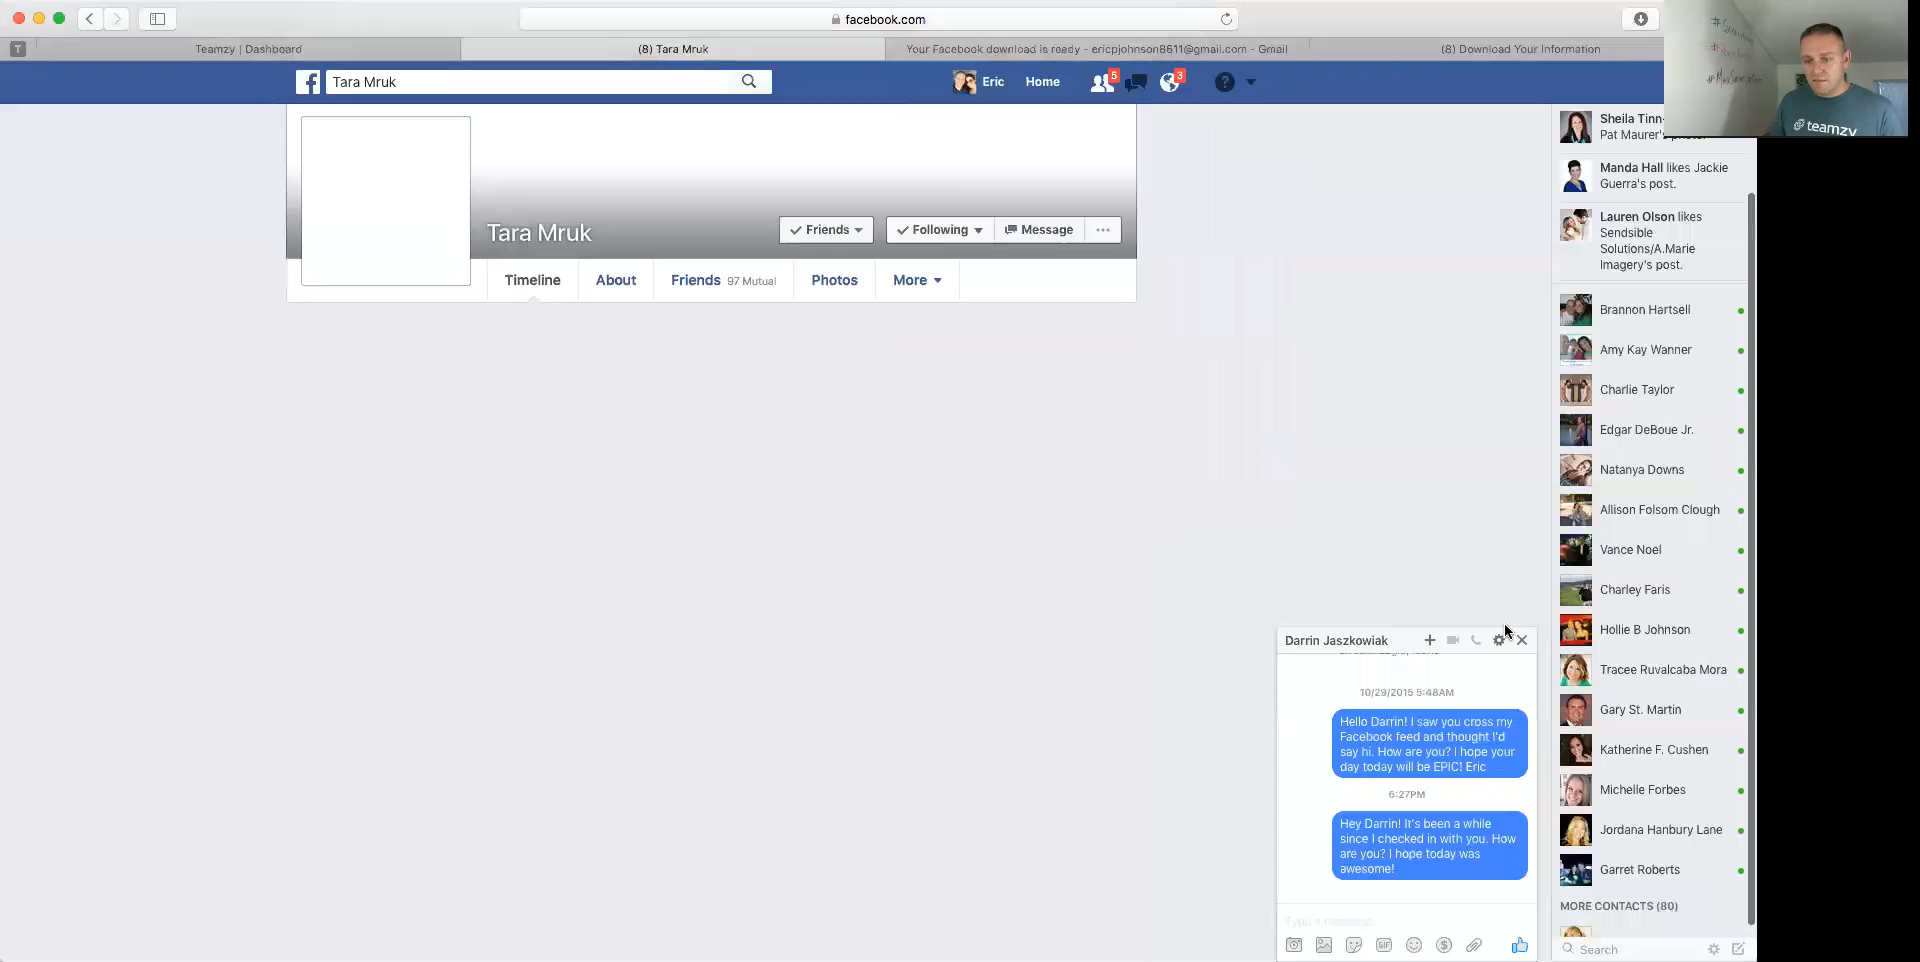 facebook.com
T
Teamzy | Dashboard
(8) Tara Mruk
Your Facebook download is ready - ericpjohnson8611@gmail.com - Gmail
(8) Download Your Information
f
Tara Mruk
Eric
Home
5
3
?
teamzy
Tara Mruk
Friends
Following
Message
...
Timeline
About
Friends 97 Mutual
Photos
More
Sheila Tinn
Pat Maurer's
Manda Hall likes Jackie
Guerra's post.
Lauren Olson likes
Sendsible
Solutions/A.Marie
Imagery's post.
Brannon Hartsell
Amy Kay Wanner
Charlie Taylor
Edgar DeBoue Jr.
Natanya Downs
Allison Folsom Clough
Vance Noel
Charley Faris
Hollie B Johnson
Tracee Ruvalcaba Mora
Gary St. Martin
Katherine F. Cushen
Michelle Forbes
Jordana Hanbury Lane
Garret Roberts
MORE CONTACTS (80)
Search
Darrin Jaszkowiak
10/29/2015 5:48AM
Hello Darrin! I saw you cross my
Facebook feed and thought I'd
say hi. How are you? I hope your
day today will be EPIC! Eric
6:27PM
Hey Darrin! It's been a while
since I checked in with you. How
are you? I hope today was
awesome!
Type a message...
GIF
$